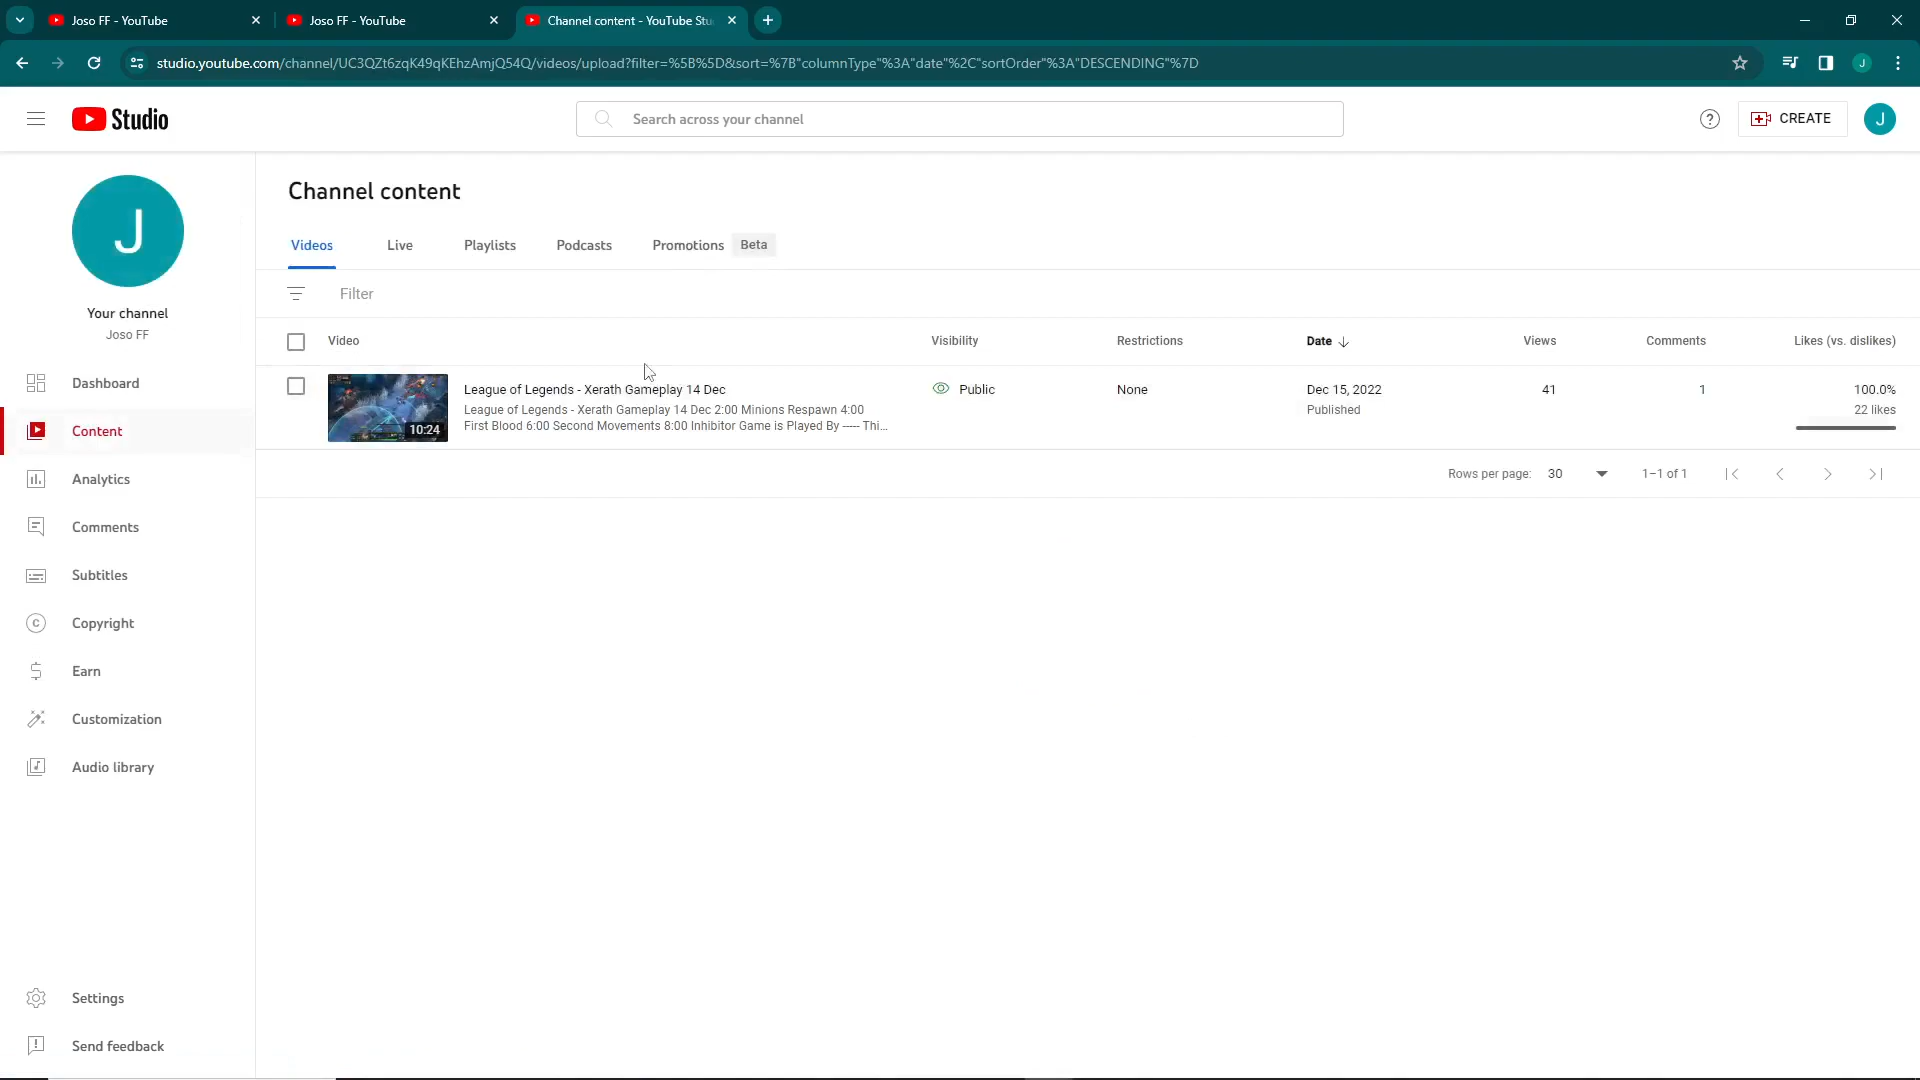 Joso FF - YouTube
Joso FF - YouTube
Channel content - YouTube Stu
studio.youtube.com/channel/UC3QZt6zqK49qKEhzAmjQ54Q/videos/upload?filter=%5B%5D&sort=%7B"columnType"%3A"date"%2C"sortOrder"%3A"DESCENDING"%7D
J
Studio
Search across your channel
CREATE
J
J
Your channel
Joso FF
Dashboard
Content
Analytics
Comments
Subtitles
Copyright
Earn
Customization
Audio library
Settings
Send feedback
Channel content
Videos
Live
Playlists
Podcasts
Promotions
Beta
Filter
Video
Visibility
Restrictions
Date
Views
Comments
Likes (vs. dislikes)
10:24
League of Legends - Xerath Gameplay 14 Dec
League of Legends - Xerath Gameplay 14 Dec 2:00 Minions Respawn 4:00
First Blood 6:00 Second Movements 8:00 Inhibitor Game is Played By ----- Thi...
Public
None
Dec 15, 2022
Published
41
1
100.0%
22 likes
Rows per page:
30
1–1 of 1